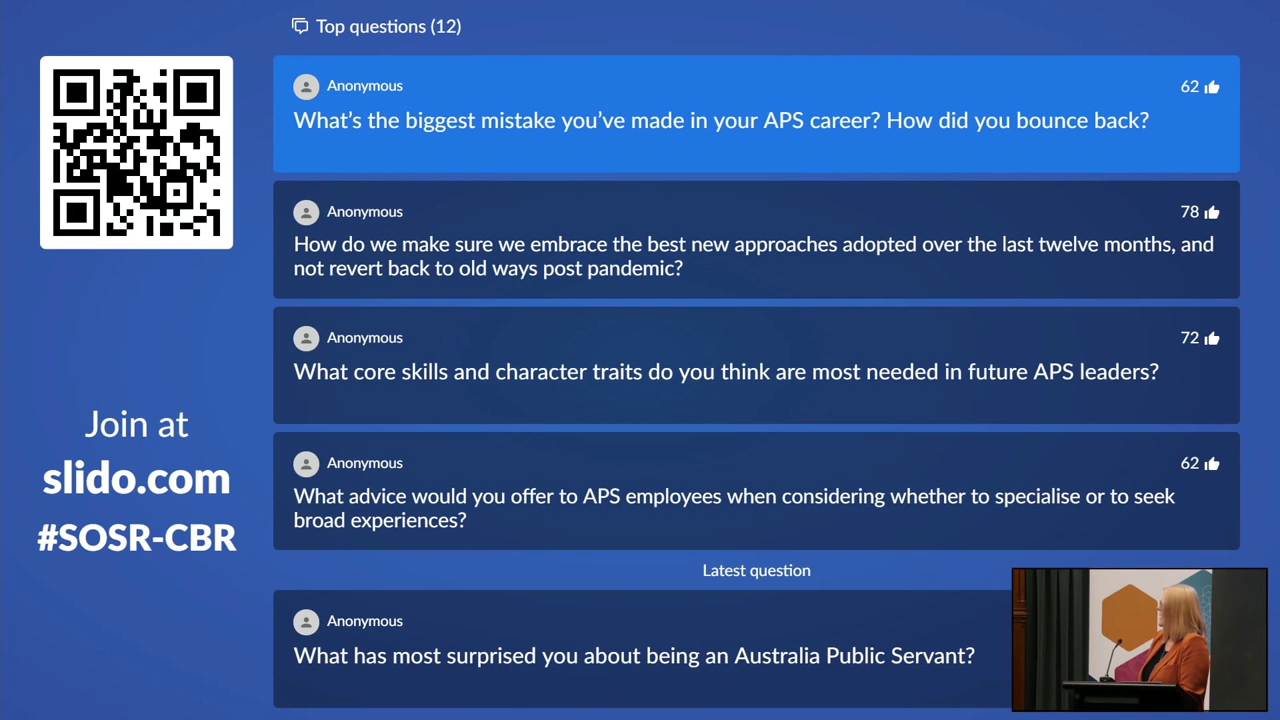 Top questions (12)
Anonymous
62
What's the biggest mistake you've made in your APS career? How did you bounce back?
Anonymous
78
How do we make sure we embrace the best new approaches adopted over the last twelve months, and
not revert back to old ways post pandemic?
Anonymous
72
What core skills and character traits do you think are most needed in future APS leaders?
Anonymous
62
What advice would you offer to APS employees when considering whether to specialise or to seek
broad experiences?
Latest question
Anonymous
What has most surprised you about being an Australia Public Servant?
Join at
slido.com
#SOSR-CBR